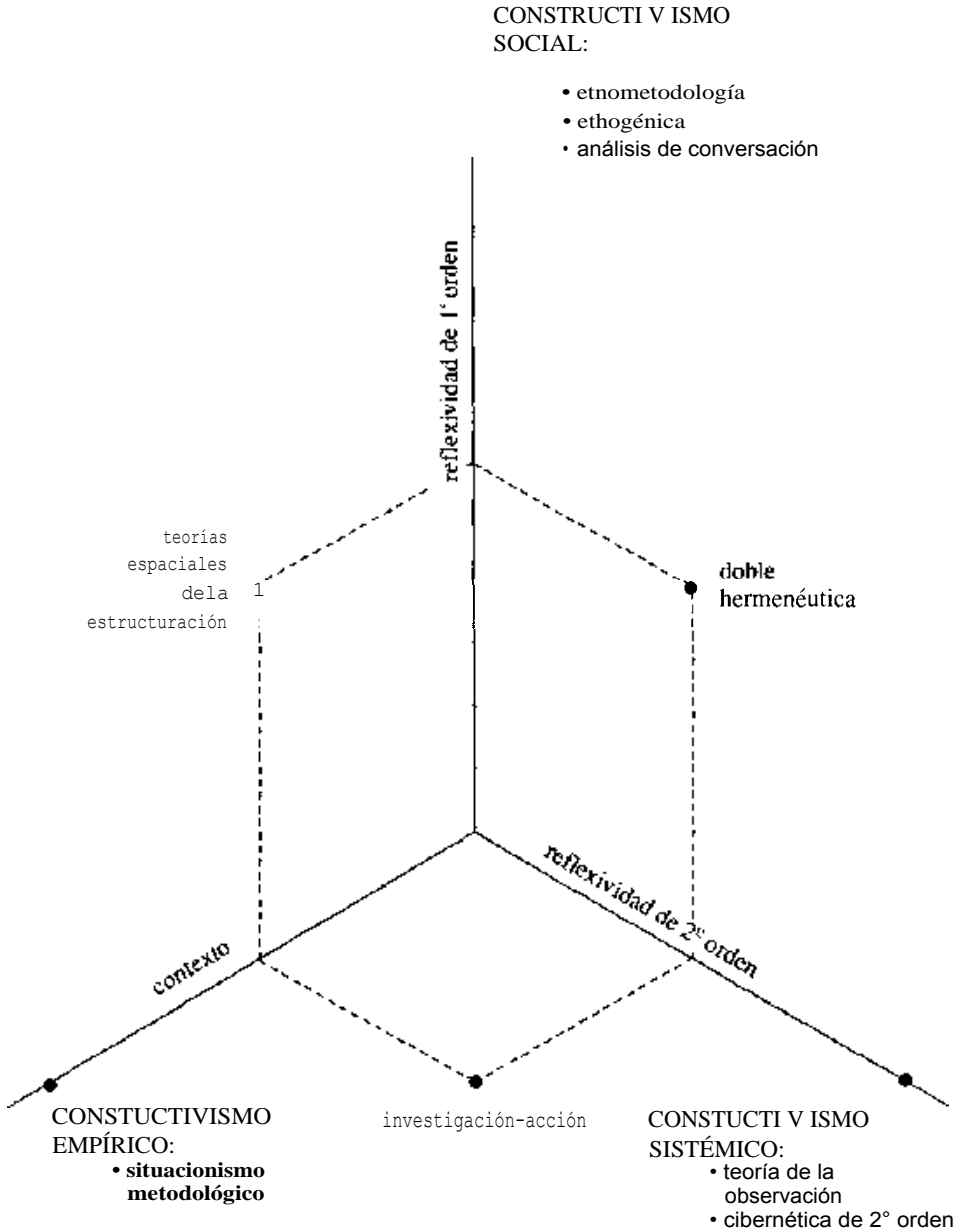 CONSTRUCTI V ISMO
SOCIAL:
• etnometodología
• ethogénica
• análisis de conversación
reflexividad de 1º orden
teorías
espaciales
dela 1
estructuración
doble
hermenéutica
reflexividad de 2º orden
contexto
CONSTUCTIVISMO
EMPÍRICO:
• situacionismo
metodológico
investigación-acción
CONSTUCTI V ISMO
SISTÉMICO:
• teoría de la
observación
• cibernética de 2° orden